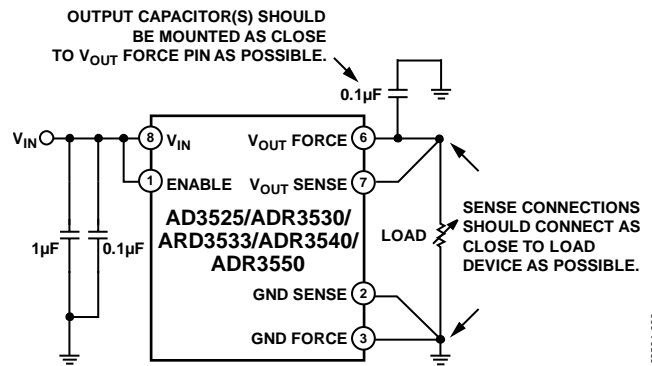 OUTPUT CAPACITOR(S) SHOULD
BE MOUNTED AS CLOSE
TO VOUT FORCE PIN AS POSSIBLE.
0.1µF
VIN
8
VIN
VOUT FORCE
6
1
ENABLE
VOUT SENSE
7
1µF
0.1µF
AD3525/ADR3530/
ARD3533/ADR3540/
ADR3550
LOAD
SENSE CONNECTIONS
SHOULD CONNECT AS
CLOSE TO LOAD
DEVICE AS POSSIBLE.
GND SENSE
2
GND FORCE
3